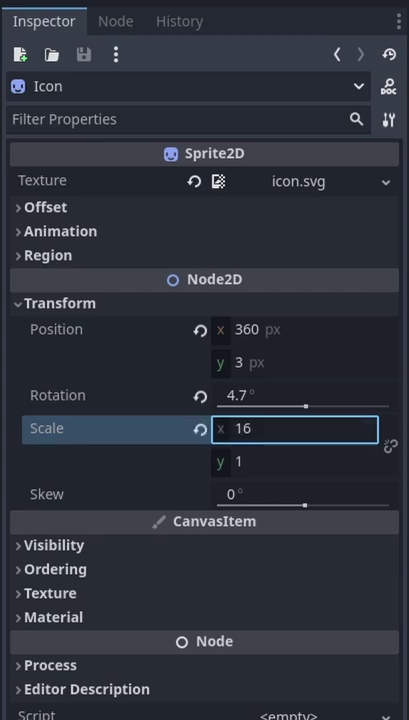 Inspector Node History
Icon
DOC
Filter Properties
Sprite2D
Texture icon.svg
Offset
Animation
Region
Node2D
Transform
Position x 360 px
y 3 px
Rotation 4.7 °
Scale x 16
y 1
Skew 0 °
CanvasItem
Visibility
Ordering
Texture
Material
Node
Process
Editor Description
Script <empty>